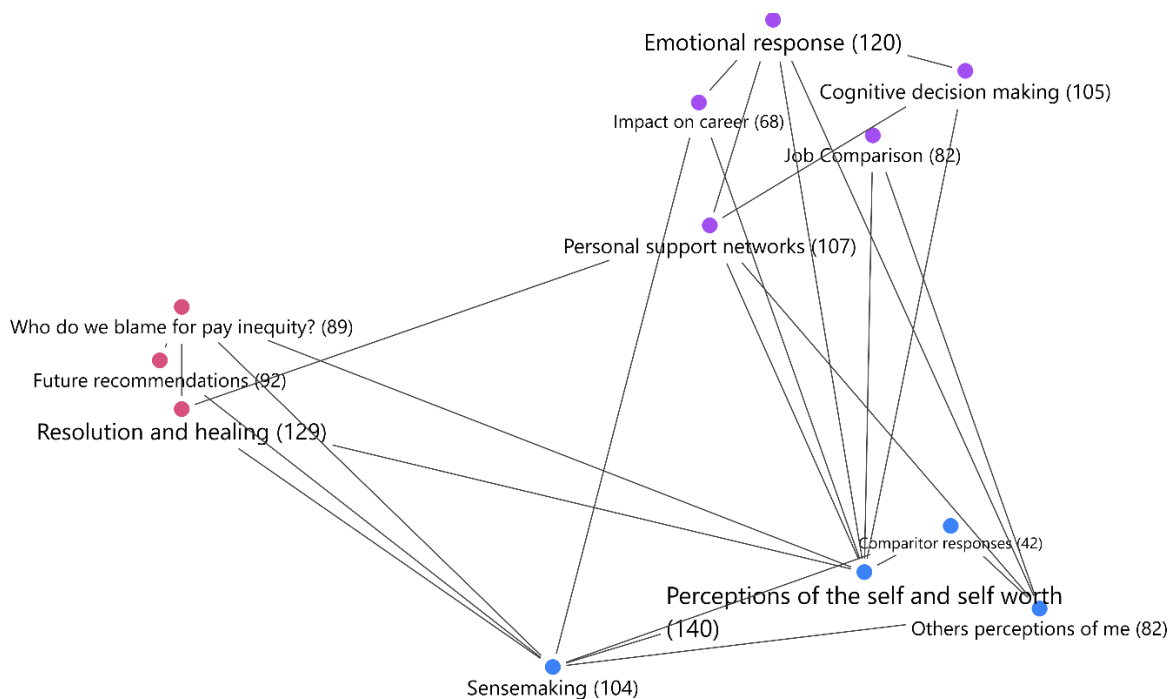 Emotional response (120)
Cognitive decision making (105)
Impact on career (68)
Job Comparison (82)
Personal support networks (107)
Who do we blame for pay inequity? (89)
Future recommendations (92)
Resolution and healing (129)
Comparitor responses (42)
Perceptions of the self and self worth
(140)
Others perceptions of me (82)
Sensemaking (104)